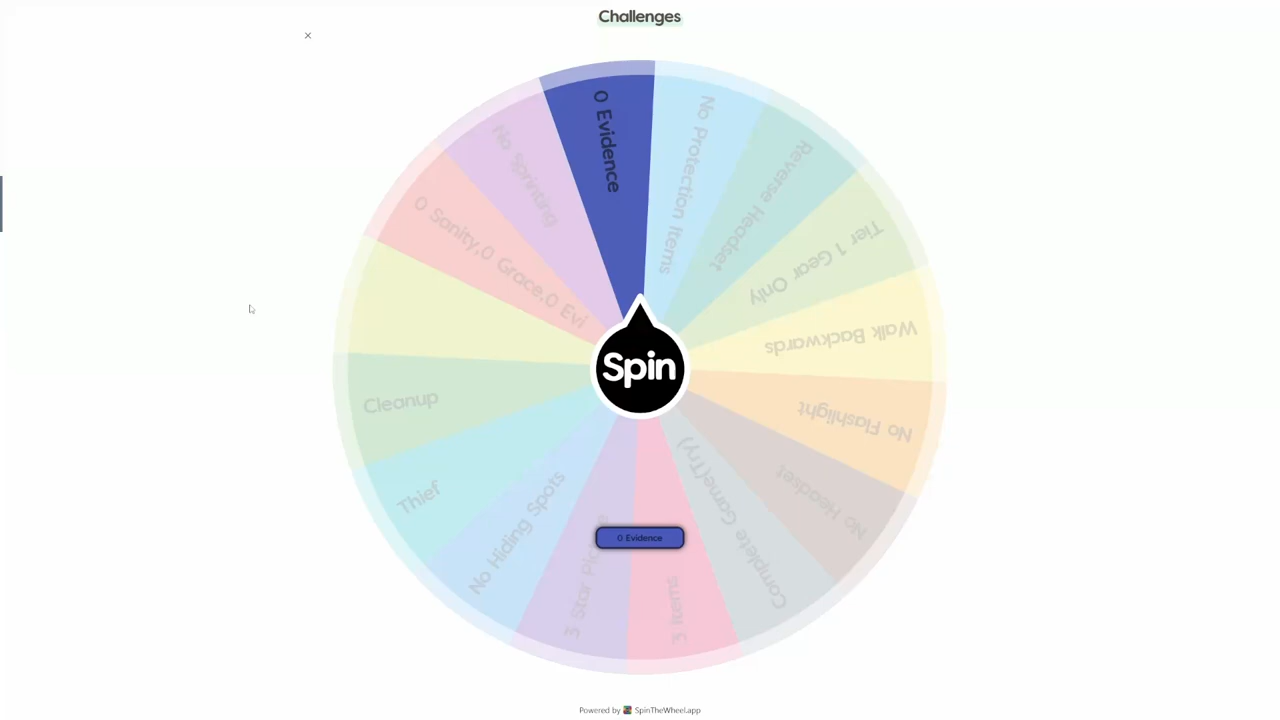 Challenges
0 Evidence
No Protection Items
Reverse Headset
Tier 1 Gear Only
Walk Backwards
No Flashlight
No Headset
Complete Game(Try)
3 Items
3 Star
No Hiding Spots
Thief
Cleanup
0 Sanity,0 Grace,0 Evi
No Sprinting
Spin
0 Evidence
Powered by SpinTheWheel.app